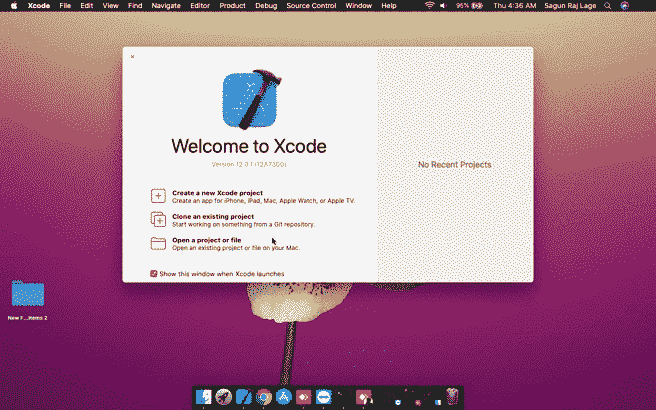 Xcode File Edit View Find Navigate Editor Product Debug Source Control Window Help 95% Thu 4:36 AM Sagun Raj Lage
Welcome to Xcode
Version 12.0.1 (12A7300)
No Recent Projects
Create a new Xcode project
Create an app for iPhone, iPad, Mac, Apple Watch, or Apple TV.
Clone an existing project
Start working on something from a Git repository.
Open a project or file
Open an existing project or file on your Mac.
Show this window when Xcode launches
New F...items 2